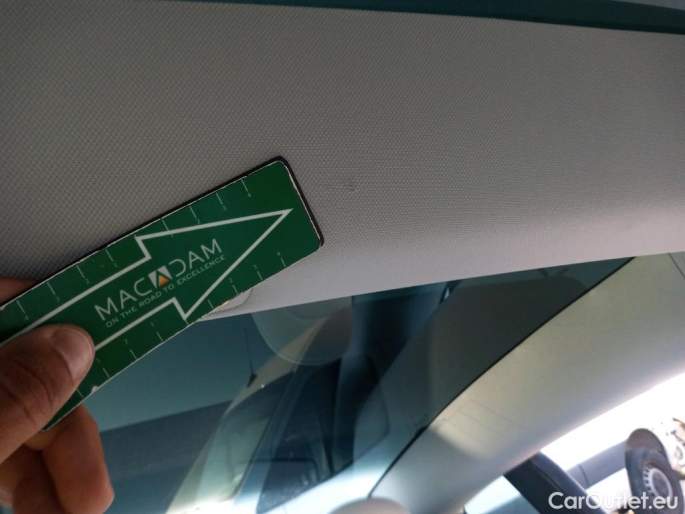 MACADAM
ON THE ROAD TO EXCELLENCE
CarOutlet.eu